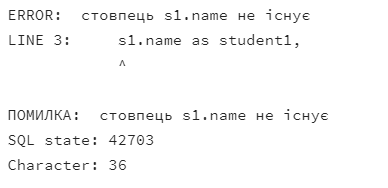 ERROR:  стовпець s1.name не існує
LINE 3:     s1.name as student1,
            ^
ПОМИЛКА:  стовпець s1.name не існує
SQL state: 42703
Character: 36